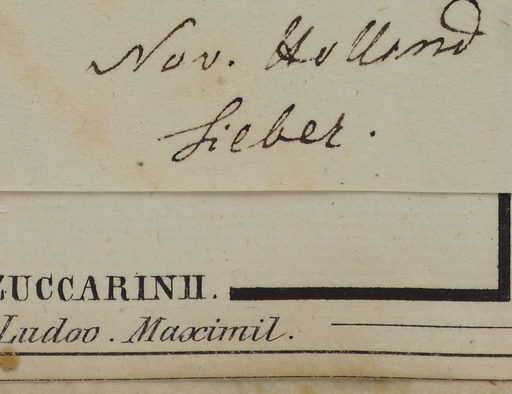 Nov. Holland
Sieber.
ZUCCARINII.
Ludov. Maximil.